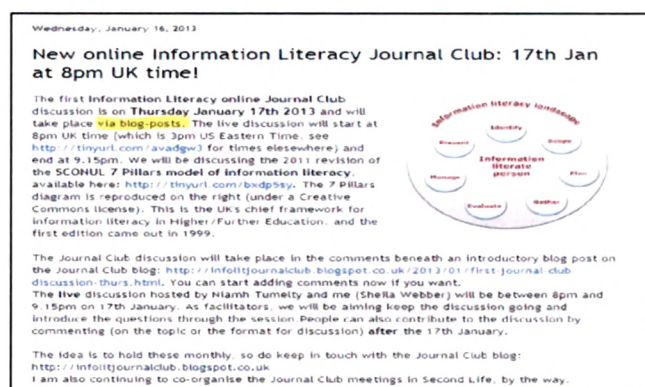 Wednesday, January 16, 2013
New online Information Literacy Journal Club: 17th Jan
at 8pm UK time!
The first Information Literacy online Journal Club
discussion is on Thursday January 17th 2013 and will
take place via blog-posts. The live discussion will start at
8pm UK time (which is 3pm US Eastern Time, see
http://tinyurl.com/avadgw3 for times elsewhere) and
end at 9.15pm. We will be discussing the 2011 revision of
the SCONUL 7 Pillars model of information literacy,
available here: http://tinyurl.com/bxdp5sy. The 7 Pillars
diagram is reproduced on the right (under a Creative
Commons license). This is the UK's chief framework for
information literacy in Higher/Further Education, and the
first edition came out in 1999.
Information literacy landscape
Identify
Present
Scope
Information
literate
person
Manage
Plan
Evaluate
Gather
The Journal Club discussion will take place in the comments beneath an introductory blog post on
the Journal Club blog: http://infolitjournalclub.blogspot.co.uk/2013/01/first-journal-club-
discussion-thurs.html. You can start adding comments now if you want.
The live discussion hosted by Niamh Tumelty and me (Sheila Webber) will be between 8pm and
9.15pm on 17th January. As facilitators, we will be aiming keep the discussion going and
introduce the questions through the session People can also contribute to the discussion by
commenting (on the topic or the format for discussion) after the 17th January.
The idea is to hold these monthly, so do keep in touch with the Journal Club blog:
http://infolitjournalclub.blogspot.co.uk
I am also continuing to co-organise the Journal Club meetings in Second Life, by the way.